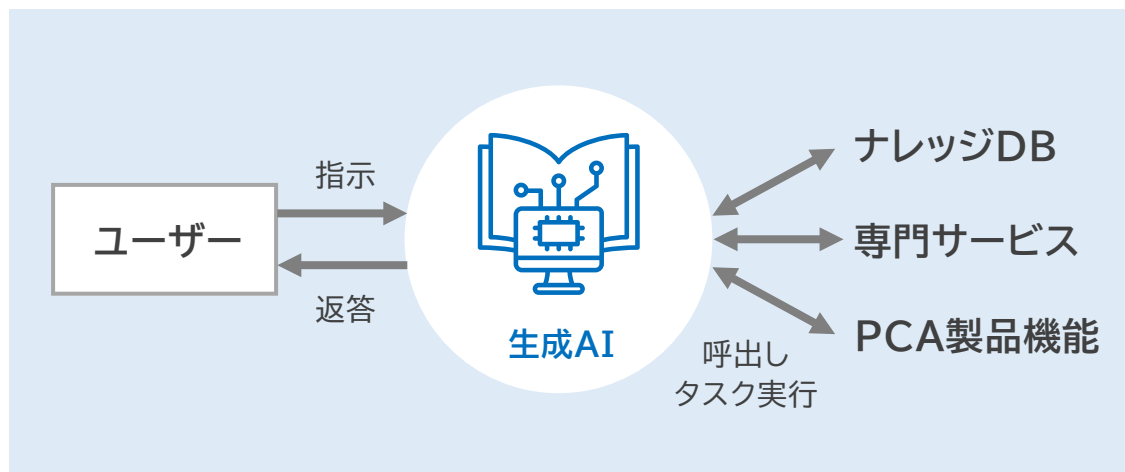 ユーザー
指示
返答
生成AI
呼出し
タスク実行
ナレッジDB
専門サービス
PCA製品機能